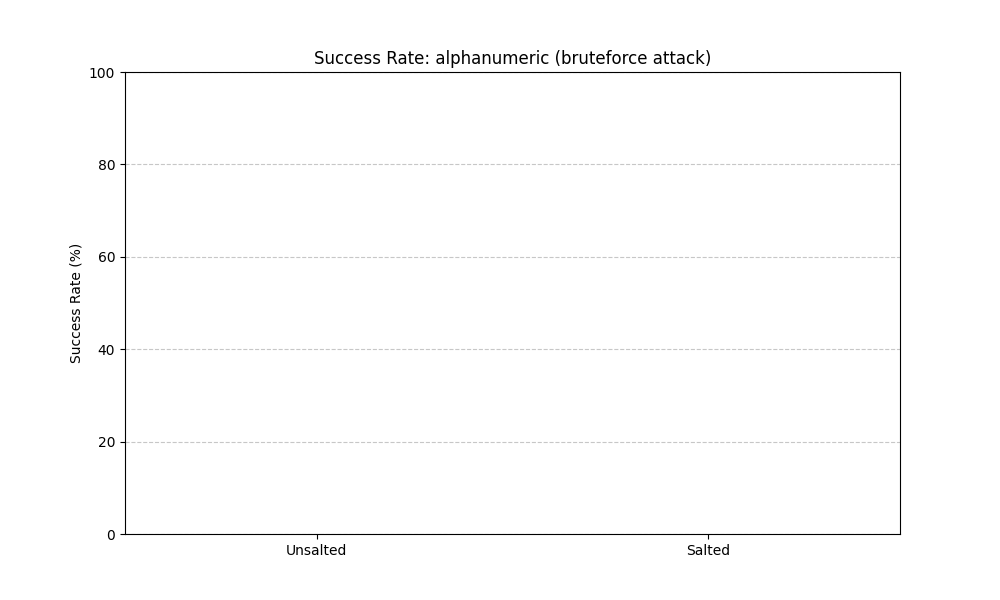 Success Rate: alphanumeric (bruteforce attack)
100
80
60
40
20
0
Success Rate (%)
Unsalted
Salted